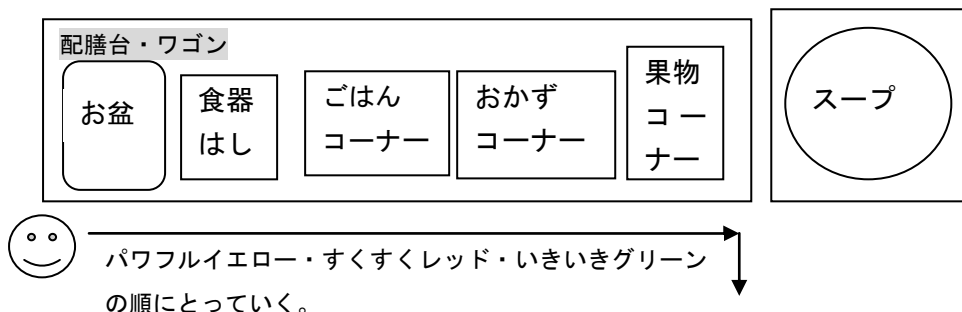 配膳台・ワゴン
お盆
食器
はし
ごはん
コーナー
おかず
コーナー
果物
コー
ナー
スープ
パワフルイエロー・すくすくレッド・いきいきグリーン
の順にとっていく。